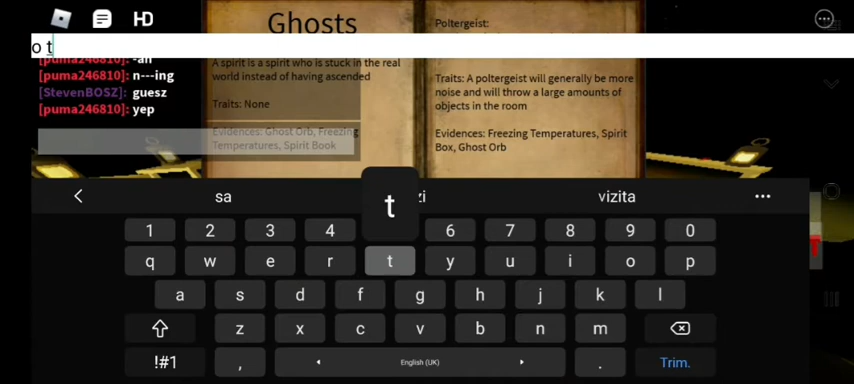 HD
Ghosts
Poltergeist:
o t
[puma246810]: -an
A spirit is a spirit who is stuck in the real
world instead of having ascended
[puma246810]: n---ing
[StevenBOSZ]: guesz
[puma246810]: yep
Traits: None
Traits: A poltergeist will generally be more
noise and will throw a large amounts of
objects in the room
Evidences: Ghost Orb, Freezing
Temperatures, Spirit Book
Evidences: Freezing Temperatures, Spirit
Box, Ghost Orb
sa
zi
vizita
t
1 2 3 4 6 7 8 9 0
q w e r t y u i o p
a s d f g h j k l
z x c v b n m
!#1 , English (UK) . Trim.